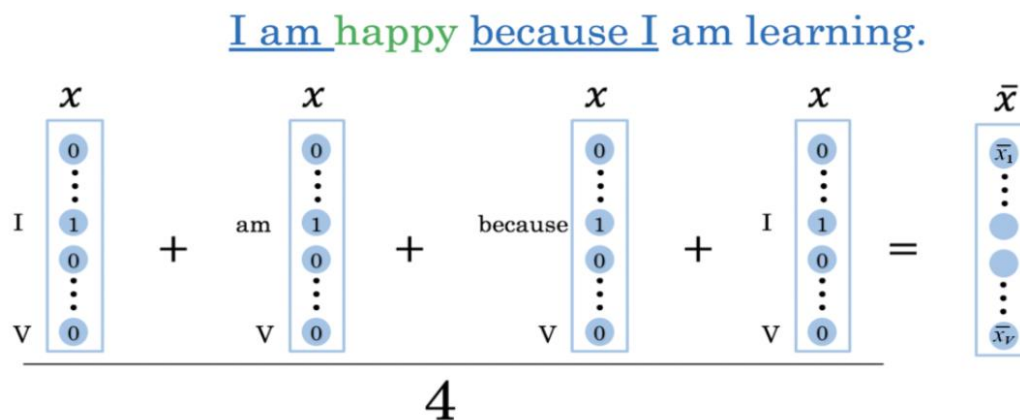 I am happy because I am learning.
x x x x x̄
0 0 0 0 x̄₁
I 1 + am 1 + because 1 + I 1 =
0 0 0 0
V 0 V 0 V 0 V 0 x̄ᵥ
4